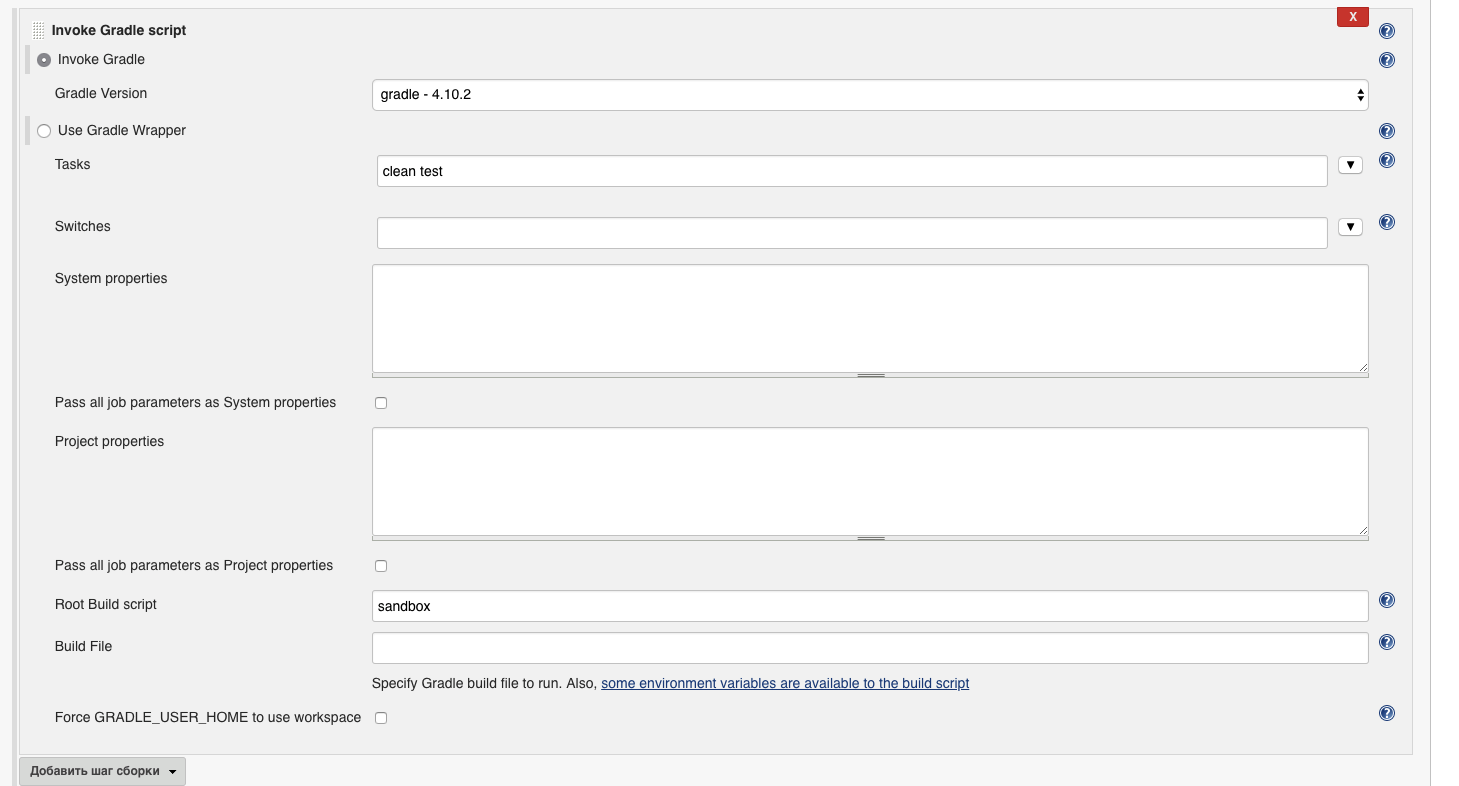 Invoke Gradle script
X
Invoke Gradle
Gradle Version
gradle - 4.10.2
Use Gradle Wrapper
Tasks
clean test
Switches
System properties
Pass all job parameters as System properties
Project properties
Pass all job parameters as Project properties
Root Build script
sandbox
Build File
Specify Gradle build file to run. Also, some environment variables are available to the build script
Force GRADLE_USER_HOME to use workspace
Добавить шаг сборки